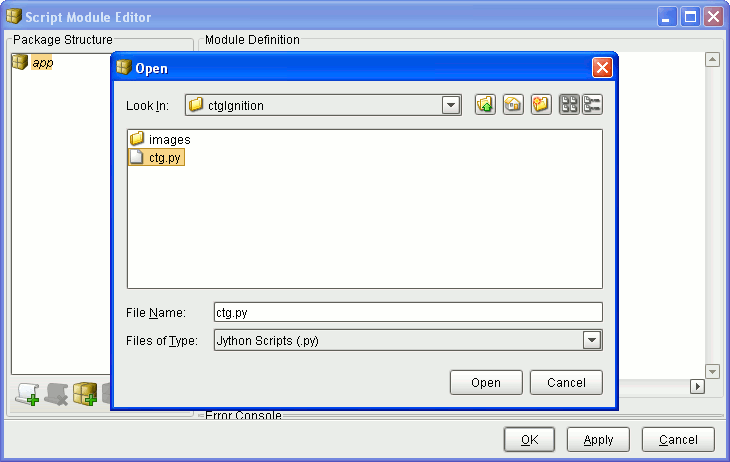 Script Module Editor
Package Structure
Module Definition
app
Open
Look In:
ctgIgnition
images
ctg.py
File Name:
ctg.py
Files of Type:
Jython Scripts (.py)
Open
Cancel
Error Console
OK
Apply
Cancel